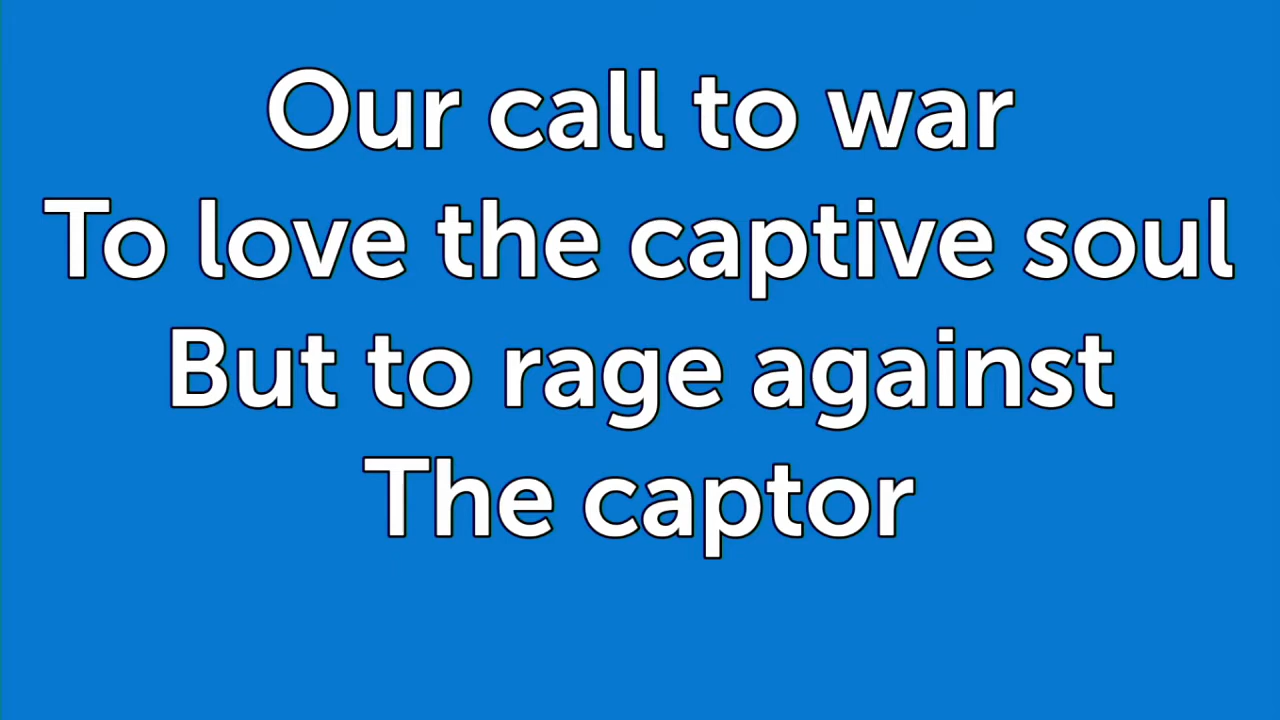 Our call to war
To love the captive soul
But to rage against
The captor